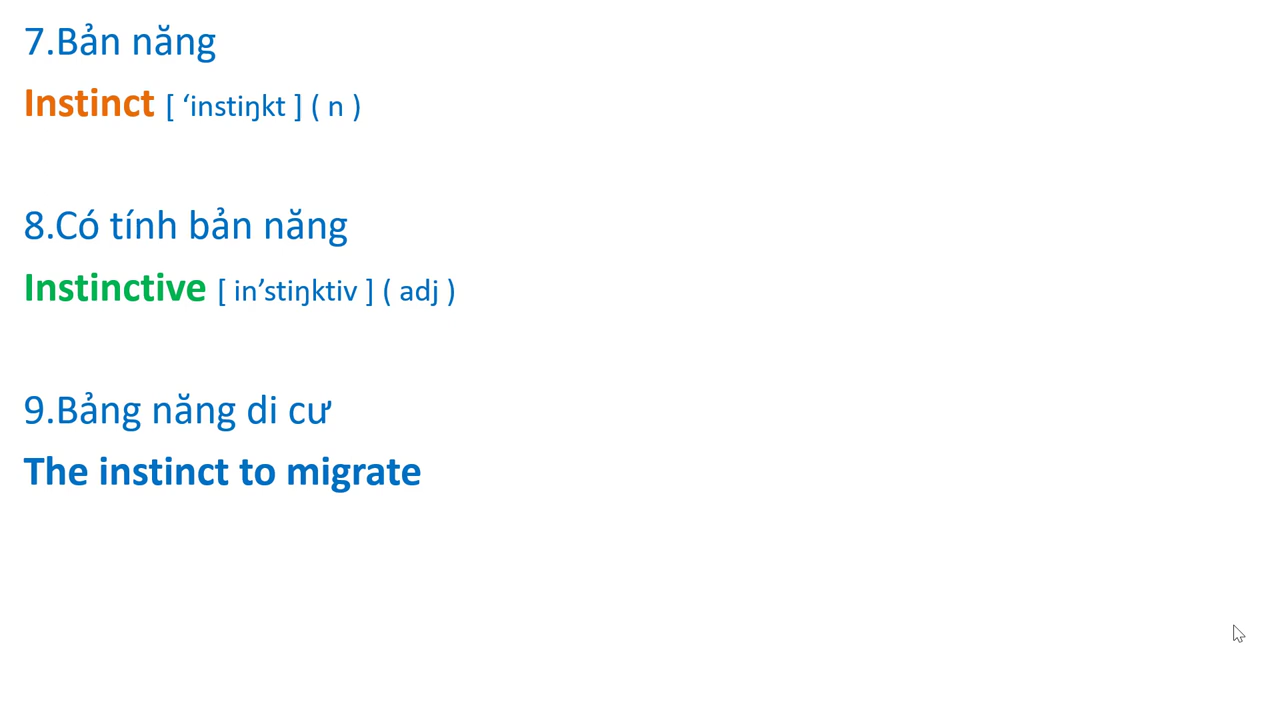 7.Bản năng
Instinct [ ‘instiŋkt ] ( n )
8.Có tính bản năng
Instinctive [ in’stiŋktiv ] ( adj )
9.Bảng năng di cư
The instinct to migrate